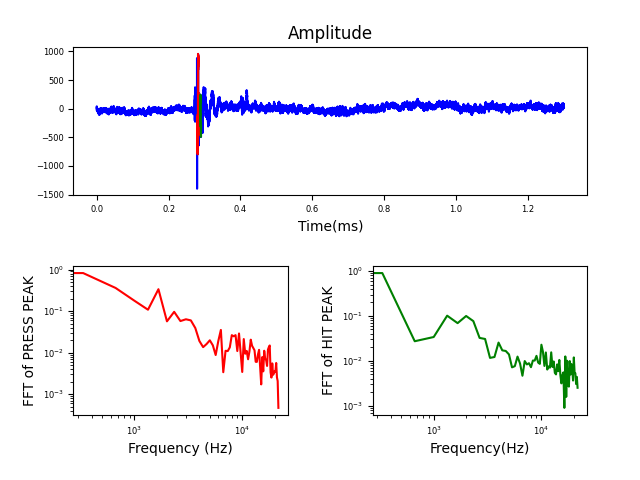 Amplitude
1000
500
0
−500
−1000
−1500
0.0 0.2 0.4 0.6 0.8 1.0 1.2
Time(ms)
FFT of PRESS PEAK
10⁰
10⁻¹
10⁻²
10⁻³
10³ 10⁴
Frequency (Hz)
FFT of HIT PEAK
10⁰
10⁻¹
10⁻²
10⁻³
10³ 10⁴
Frequency(Hz)